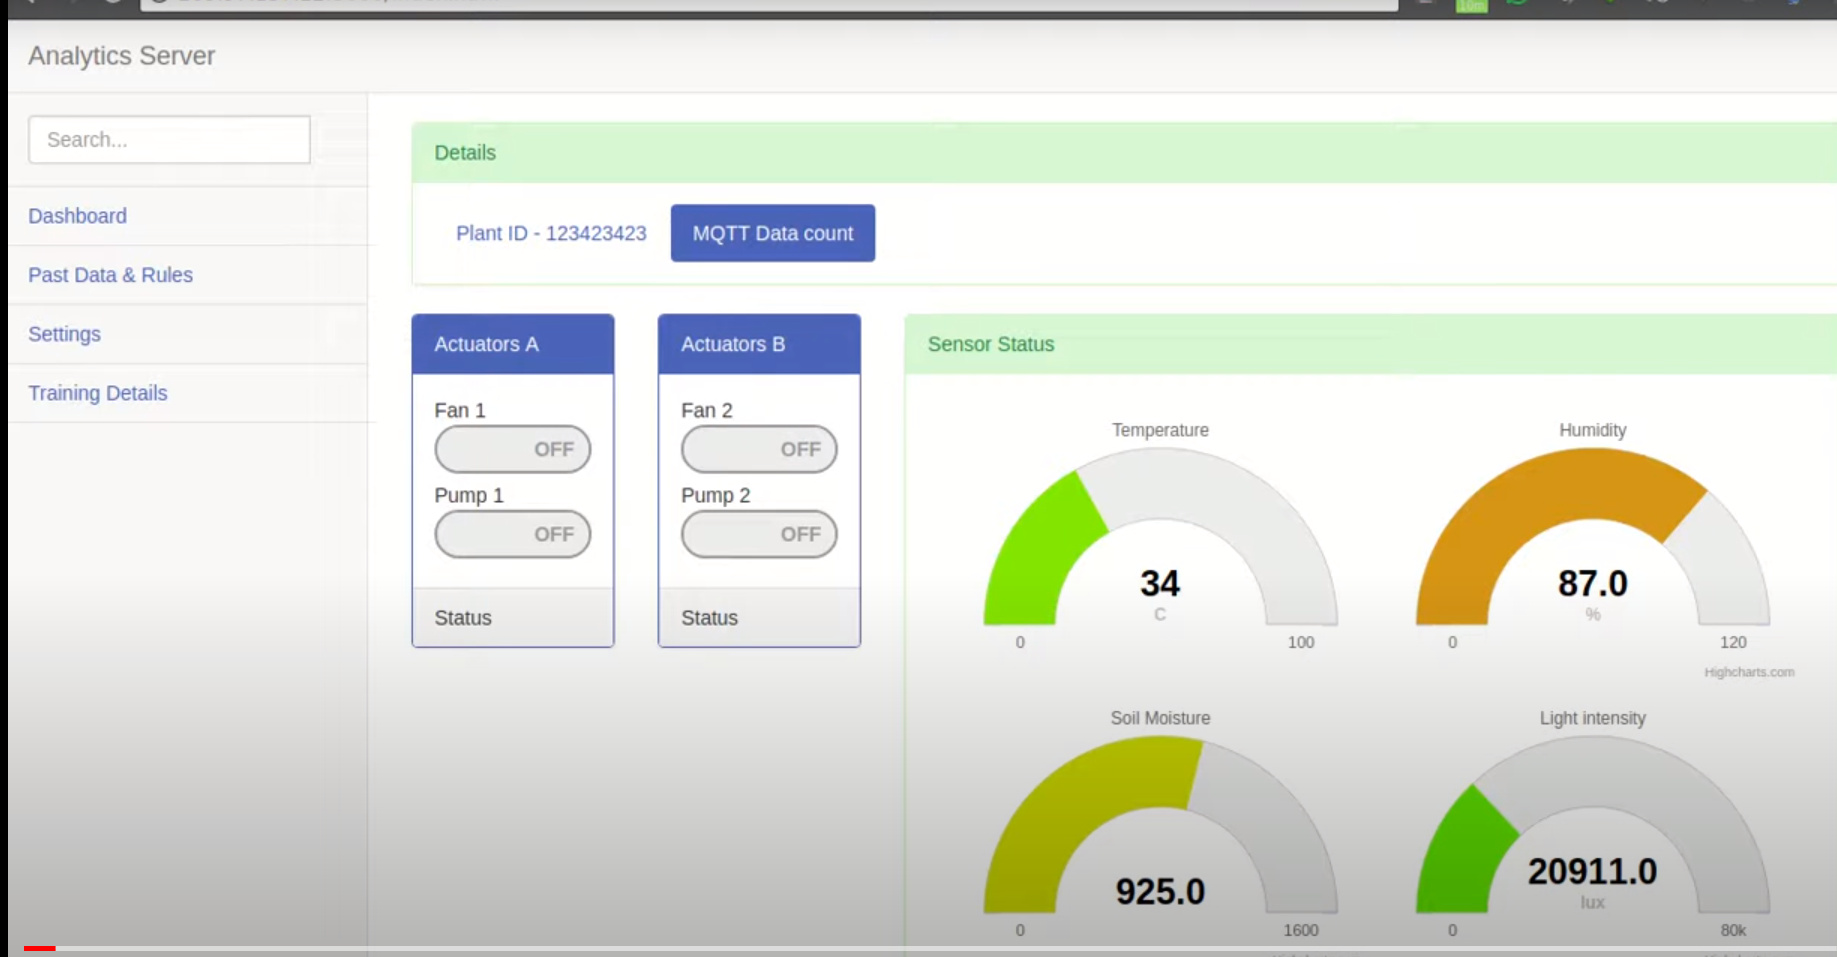 10m
Analytics Server
Search...
Dashboard
Past Data & Rules
Settings
Training Details
Details
Plant ID - 123423423
MQTT Data count
Actuators A
Fan 1
OFF
Pump 1
OFF
Status
Actuators B
Fan 2
OFF
Pump 2
OFF
Status
Sensor Status
Temperature
34
C
0
100
Humidity
87.0
%
0
120
Highcharts.com
Soil Moisture
925.0
0
1600
Light intensity
20911.0
lux
0
80k